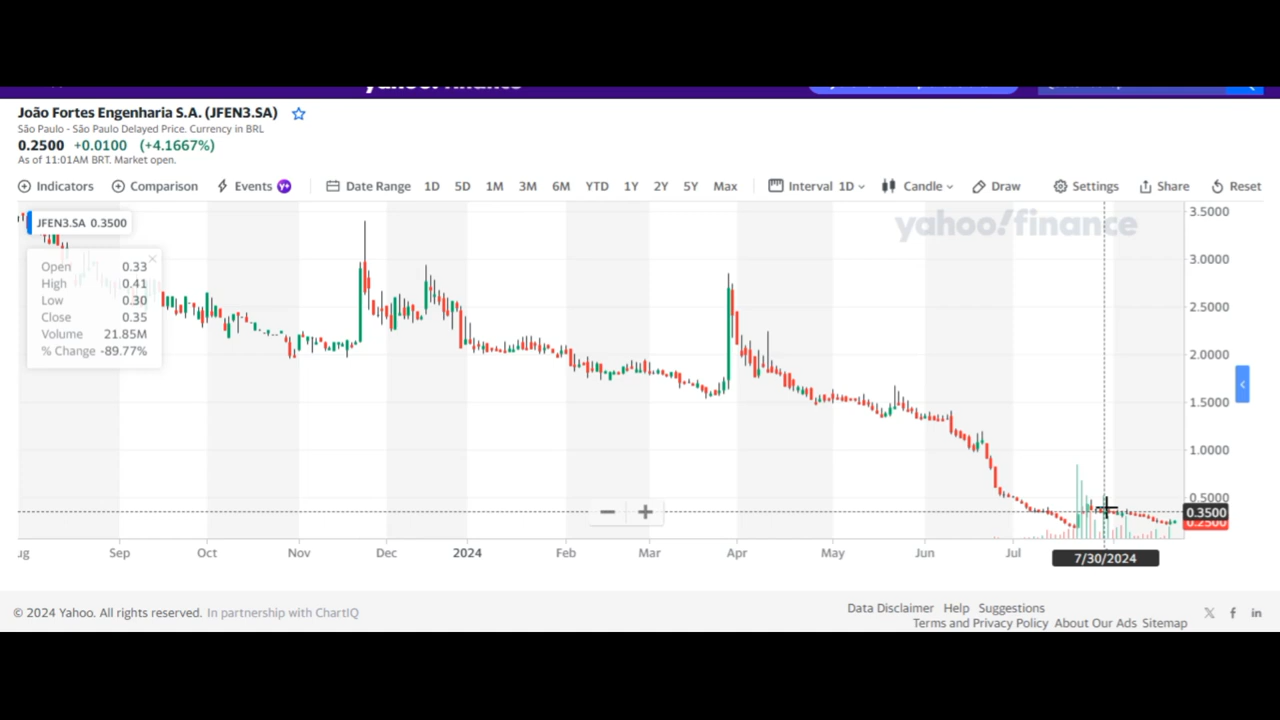 João Fortes Engenharia S.A. (JFEN3.SA)
São Paulo - São Paulo Delayed Price. Currency in BRL
0.2500 +0.0100 (+4.1667%)
As of 11:01AM BRT. Market open.
Indicators Comparison Events Y+ Date Range 1D 5D 1M 3M 6M YTD 1Y 2Y 5Y Max Interval 1D Candle Draw Settings Share Reset
JFEN3.SA 0.3500
yahoo!finance
Open 0.33
High 0.41
Low 0.30
Close 0.35
Volume 21.85M
% Change -89.77%
3.5000
3.0000
2.5000
2.0000
1.5000
1.0000
0.5000
0.3500
0.2500
Sep Oct Nov Dec 2024 Feb Mar Apr May Jun Jul
7/30/2024
© 2024 Yahoo. All rights reserved. In partnership with ChartIQ
Data Disclaimer Help Suggestions
Terms and Privacy Policy About Our Ads Sitemap